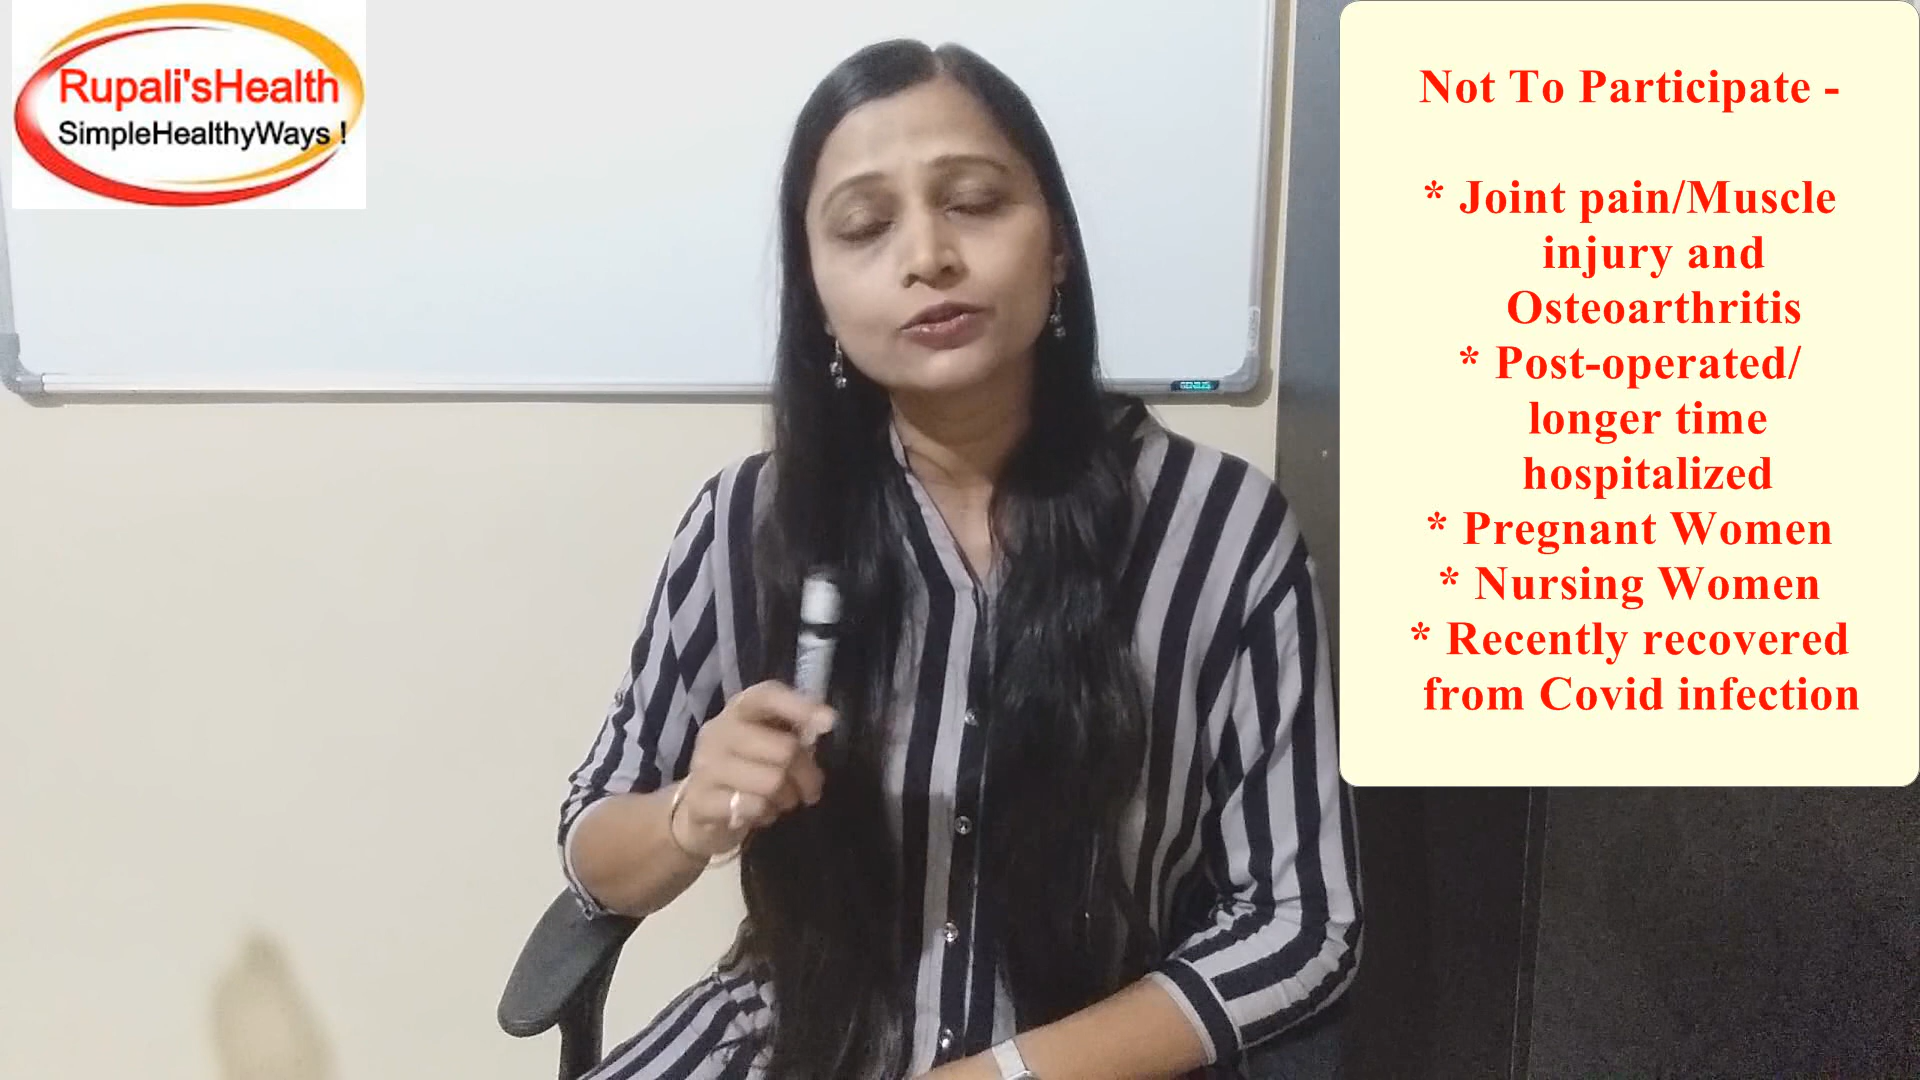 Rupali'sHealth
SimpleHealthyWays !
Not To Participate -
* Joint pain/Muscle
injury and
Osteoarthritis
* Post-operated/
longer time
hospitalized
* Pregnant Women
* Nursing Women
* Recently recovered
from Covid infection
GENIUS